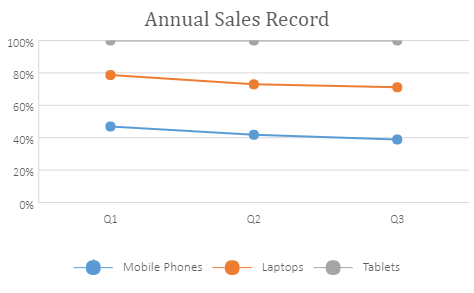 Annual Sales Record
100%
80%
60%
40%
20%
0%
Q1 Q2 Q3
Mobile Phones Laptops Tablets